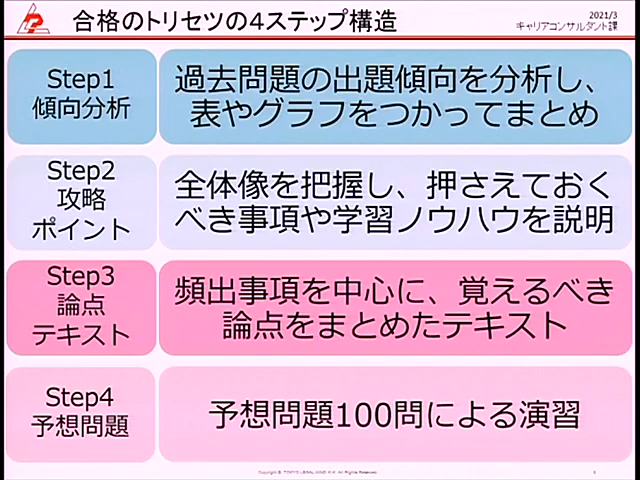 合格のトリセツの4ステップ構造
2021/3
キャリアコンサルタント課
Step1
傾向分析
過去問題の出題傾向を分析し、
表やグラフをつかってまとめ
Step2
攻略
ポイント
全体像を把握し、押さえておく
べき事項や学習ノウハウを説明
Step3
論点
テキスト
頻出事項を中心に、覚えるべき
論点をまとめたテキスト
Step4
予想問題
予想問題100問による演習